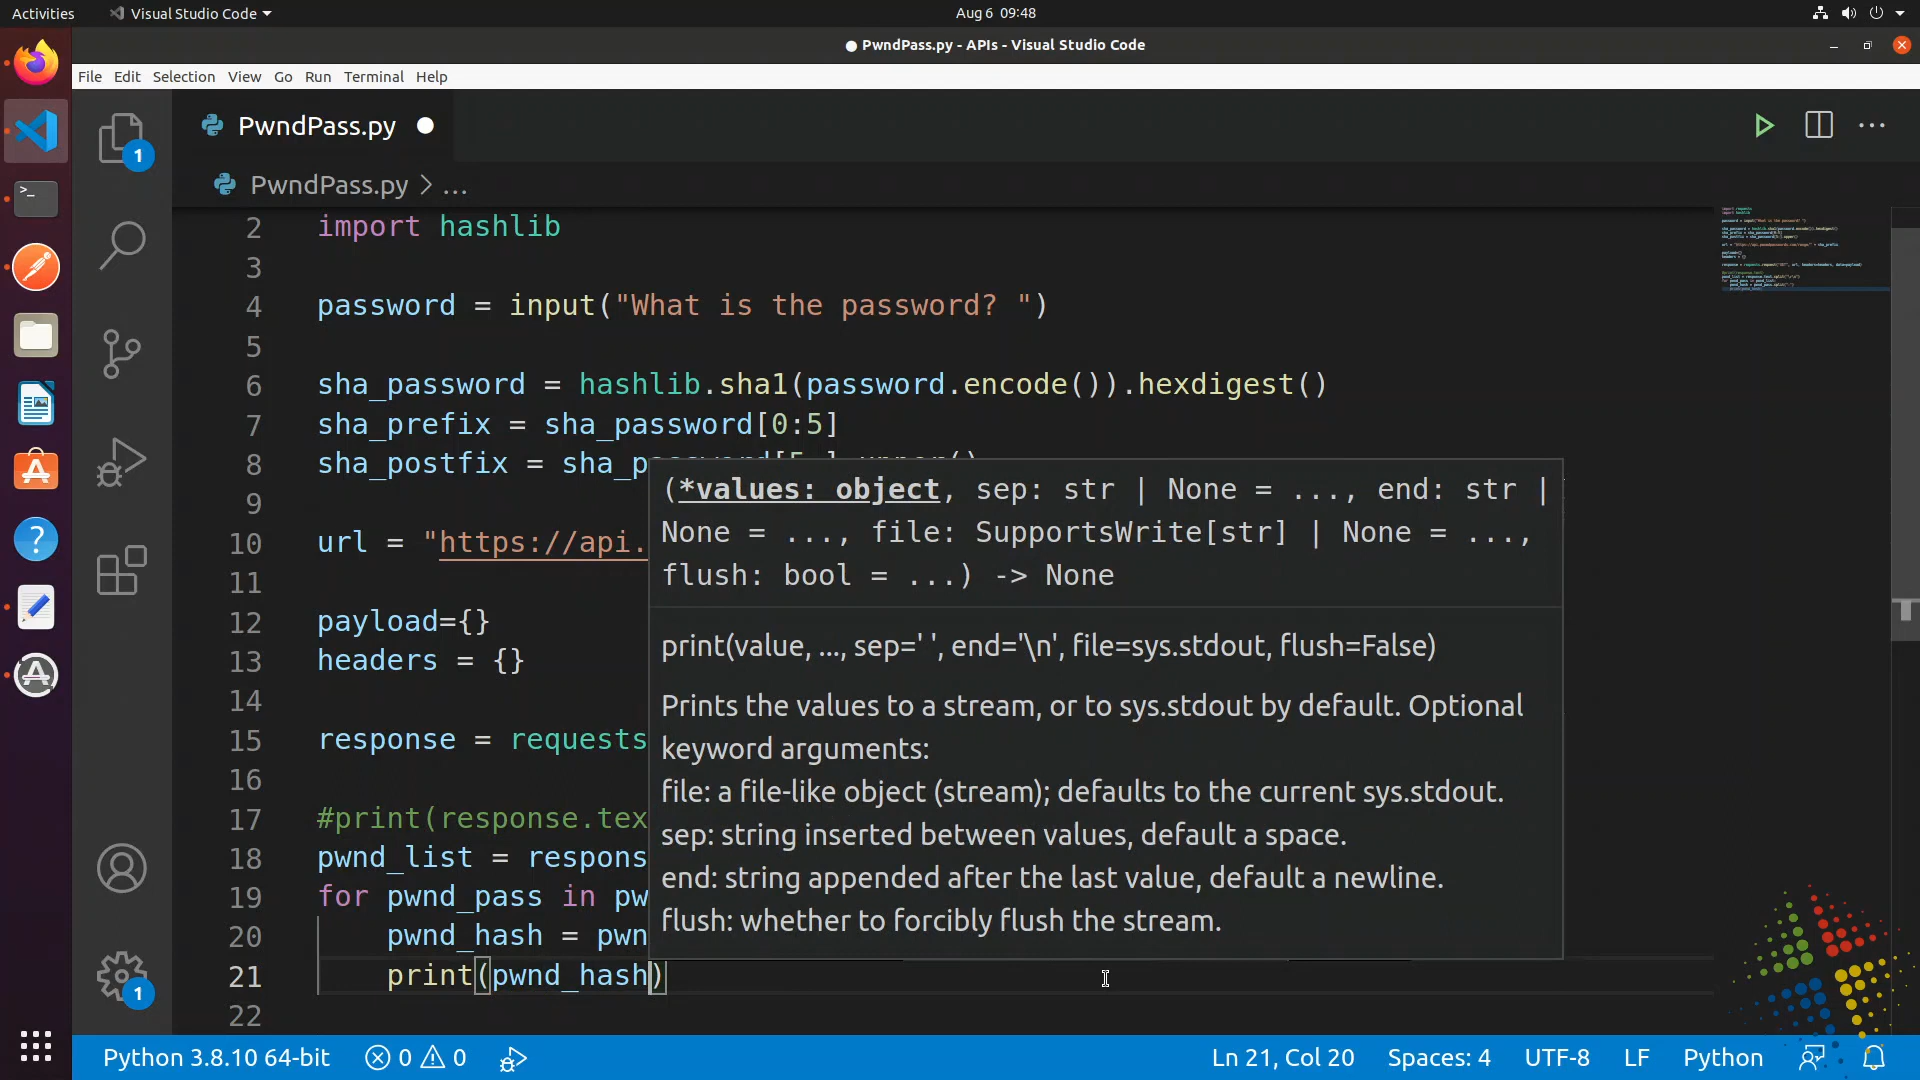 Activities
Visual Studio Code
Aug 6 09:48
● PwndPass.py - APIs - Visual Studio Code
File Edit Selection View Go Run Terminal Help
1
PwndPass.py
PwndPass.py > ...
2 import hashlib
3
4 password = input("What is the password? ")
5
6 sha_password = hashlib.sha1(password.encode()).hexdigest()
7 sha_prefix = sha_password[0:5]
8 sha_postfix = sha_p
9
10 url = "https://api.
11
12 payload={}
13 headers = {}
14
15 response = requests
16
17 #print(response.tex
18 pwnd_list = respons
19 for pwnd_pass in pw
20 pwnd_hash = pwn
21 print(pwnd_hash)
22
(*values: object, sep: str | None = ..., end: str |
None = ..., file: SupportsWrite[str] | None = ...,
flush: bool = ...) -> None
print(value, ..., sep=' ', end='\n', file=sys.stdout, flush=False)
Prints the values to a stream, or to sys.stdout by default. Optional
keyword arguments:
file: a file-like object (stream); defaults to the current sys.stdout.
sep: string inserted between values, default a space.
end: string appended after the last value, default a newline.
flush: whether to forcibly flush the stream.
1
Python 3.8.10 64-bit 0 0 Ln 21, Col 20 Spaces: 4 UTF-8 LF Python